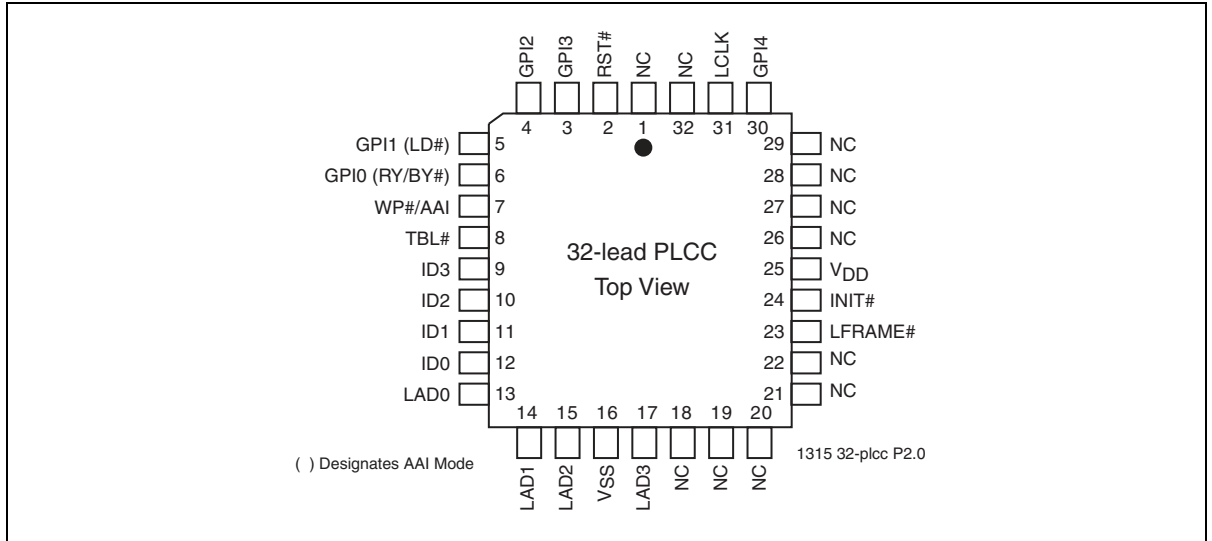 GPI2
GPI3
RST#
NC
NC
LCLK
GPI4
4 3 2 1 32 31 30
GPI1 (LD#) 5
GPI0 (RY/BY#) 6
WP#/AAI 7
TBL# 8
ID3 9
ID2 10
ID1 11
ID0 12
LAD0 13
32-lead PLCC
Top View
29 NC
28 NC
27 NC
26 NC
25 VDD
24 INIT#
23 LFRAME#
22 NC
21 NC
14 15 16 17 18 19 20
LAD1
LAD2
VSS
LAD3
NC
NC
NC
( ) Designates AAI Mode
1315 32-plcc P2.0